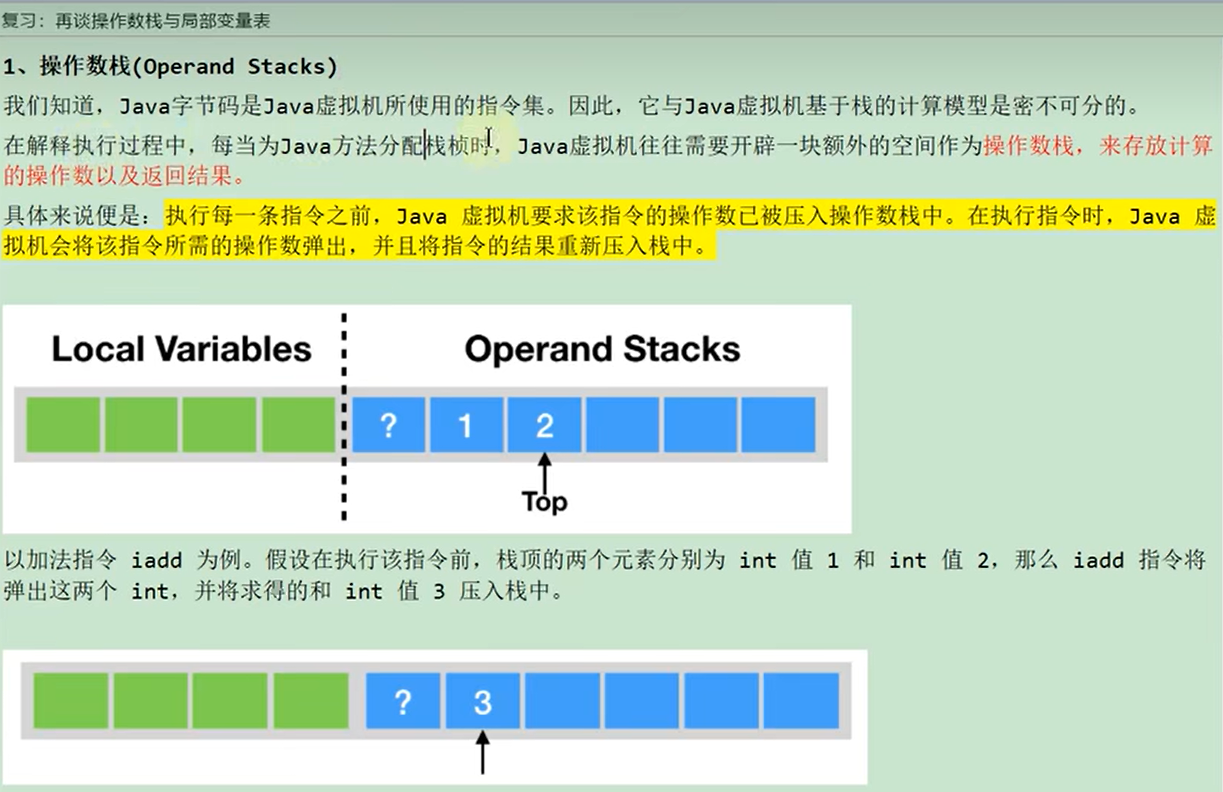 复习：再谈操作数栈与局部变量表
1、操作数栈(Operand Stacks)
我们知道，Java字节码是Java虚拟机所使用的指令集。因此，它与Java虚拟机基于栈的计算模型是密不可分的。
在解释执行过程中，每当为Java方法分配栈桢时，Java虚拟机往往需要开辟一块额外的空间作为操作数栈，来存放计算
的操作数以及返回结果。
具体来说便是：执行每一条指令之前，Java 虚拟机要求该指令的操作数已被压入操作数栈中。在执行指令时，Java 虚
拟机会将该指令所需的操作数弹出，并且将指令的结果重新压入栈中。
Local Variables Operand Stacks
? 1 2
Top
以加法指令 iadd 为例。假设在执行该指令前，栈顶的两个元素分别为 int 值 1 和 int 值 2，那么 iadd 指令将
弹出这两个 int，并将求得的和 int 值 3 压入栈中。
? 3